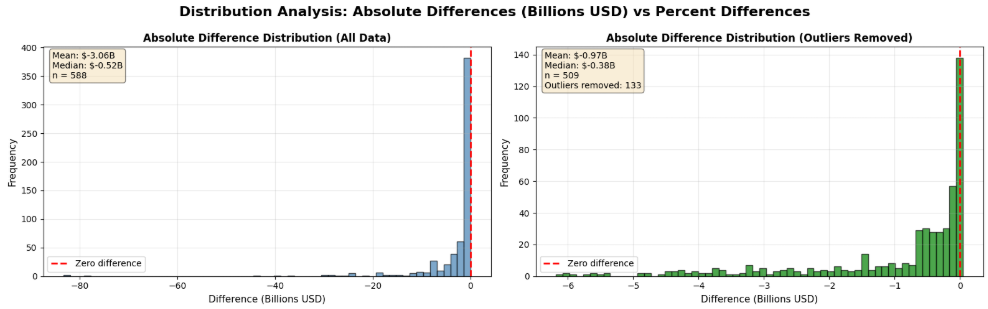 Distribution Analysis: Absolute Differences (Billions USD) vs Percent Differences
Absolute Difference Distribution (All Data)
Mean: $-3.06B
Median: $-0.52B
n = 588
400
350
300
250
200
150
100
50
0
Frequency
Zero difference
−80
−60
−40
−20
0
Difference (Billions USD)
Absolute Difference Distribution (Outliers Removed)
Mean: $-0.97B
Median: $-0.38B
n = 509
Outliers removed: 133
140
120
100
80
60
40
20
0
Frequency
Zero difference
−6
−5
−4
−3
−2
−1
0
Difference (Billions USD)